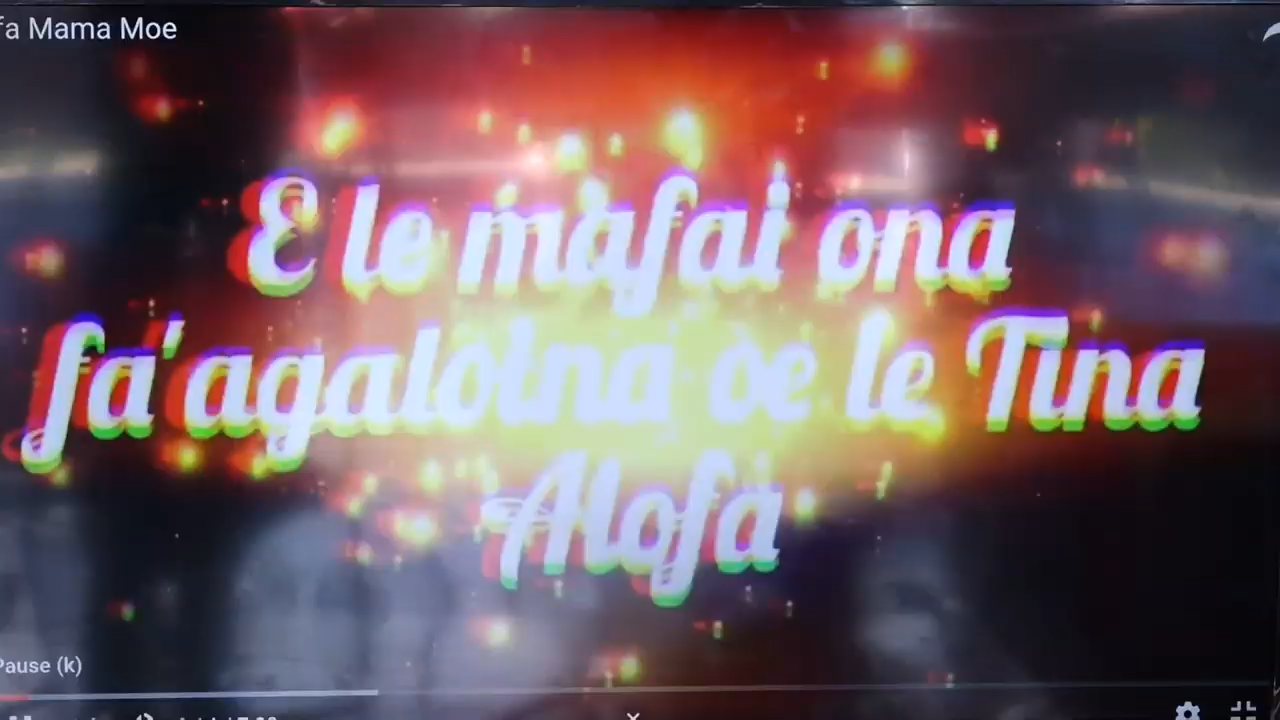 fa Mama Moe
E le mafai ona
fa'agaloina oe le Tina
Alofa
Pause (k)